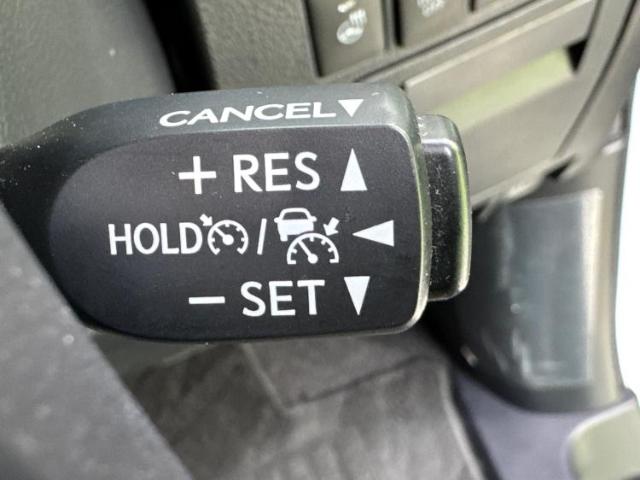 CANCEL▼
+ RES ▲
HOLD / ◀
− SET ▼